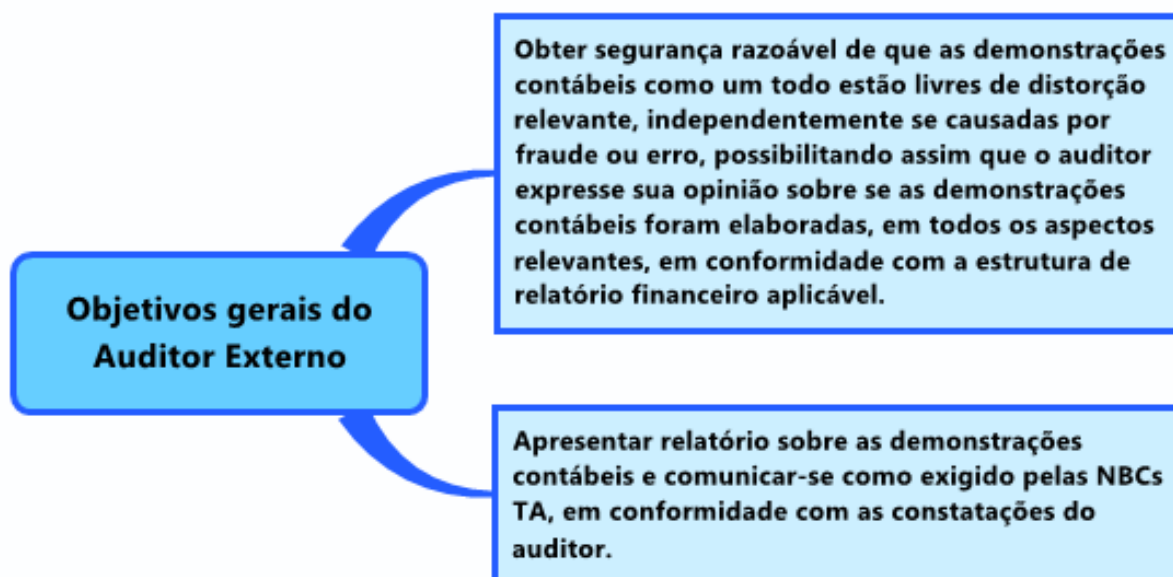 Obter segurança razoável de que as demonstrações
contábeis como um todo estão livres de distorção
relevante, independentemente se causadas por
fraude ou erro, possibilitando assim que o auditor
expresse sua opinião sobre se as demonstrações
contábeis foram elaboradas, em todos os aspectos
relevantes, em conformidade com a estrutura de
relatório financeiro aplicável.
Objetivos gerais do
Auditor Externo
Apresentar relatório sobre as demonstrações
contábeis e comunicar-se como exigido pelas NBCs
TA, em conformidade com as constatações do
auditor.